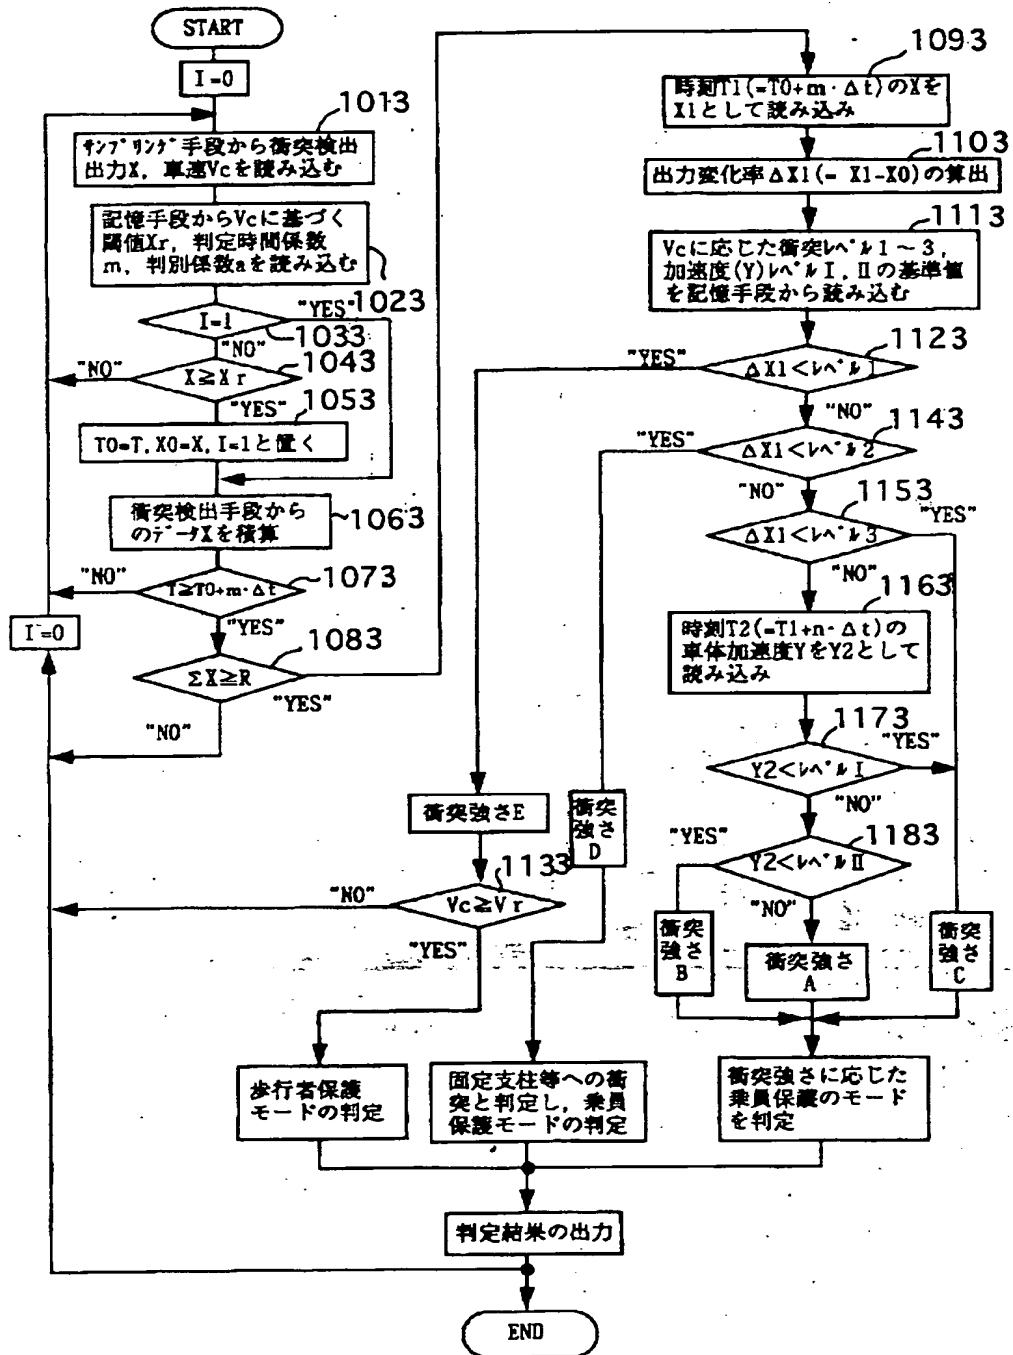 START
I=0
1013
サンプリング手段から衝突検出
出力X，車速Vcを読み込む
記憶手段からVcに基づく
閾値Xr，判定時間係数
m，判別係数aを読み込む
1023
I=1
"YES"
1033
"NO"
X≧Xr
1043
"NO"
"YES"
1053
T0=T，X0=X，I=1と置く
衝突検出手段から
のデータXを積算
1063
T≧T0+m・Δt
1073
"NO"
"YES"
I=0
ΣX≧R
1083
"YES"
"NO"
1093
時刻T1(=T0+m・Δt)のXを
X1として読み込み
1103
出力変化率ΔX1(=X1-X0)の算出
1113
Vcに応じた衝突レベル1～3，
加速度(Y)レベルI，IIの基準値
を記憶手段から読み込む
1123
"YES"
ΔX1<レベル1
"NO"
1143
"YES"
ΔX1<レベル2
"NO"
1153
"YES"
ΔX1<レベル3
"NO"
1163
時刻T2(=T1+n・Δt)の
車体加速度YをY2として
読み込み
1173
"YES"
Y2<レベルI
"NO"
1183
"YES"
Y2<レベルII
"NO"
衝突強さE
衝突
強さ
D
1133
"NO"
Vc≧Vr
"YES"
衝突
強さ
B
衝突強さ
A
衝突
強さ
C
歩行者保護
モードの判定
固定支柱等への衝
突と判定し，乗員
保護モードの判定
衝突強さに応じた
乗員保護のモード
を判定
判定結果の出力
END